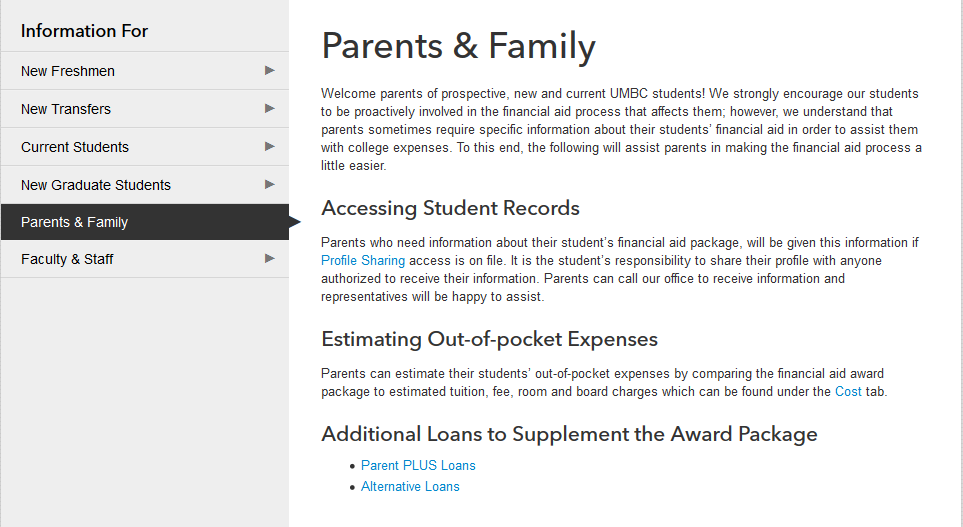 Information For
New Freshmen
New Transfers
Current Students
New Graduate Students
Parents & Family
Faculty & Staff
Parents & Family
Welcome parents of prospective, new and current UMBC students! We strongly encourage our students
to be proactively involved in the financial aid process that affects them; however, we understand that
parents sometimes require specific information about their students’ financial aid in order to assist them
with college expenses. To this end, the following will assist parents in making the financial aid process a
little easier.
Accessing Student Records
Parents who need information about their student’s financial aid package, will be given this information if
Profile Sharing access is on file. It is the student’s responsibility to share their profile with anyone
authorized to receive their information. Parents can call our office to receive information and
representatives will be happy to assist.
Estimating Out-of-pocket Expenses
Parents can estimate their students’ out-of-pocket expenses by comparing the financial aid award
package to estimated tuition, fee, room and board charges which can be found under the Cost tab.
Additional Loans to Supplement the Award Package
• Parent PLUS Loans
• Alternative Loans